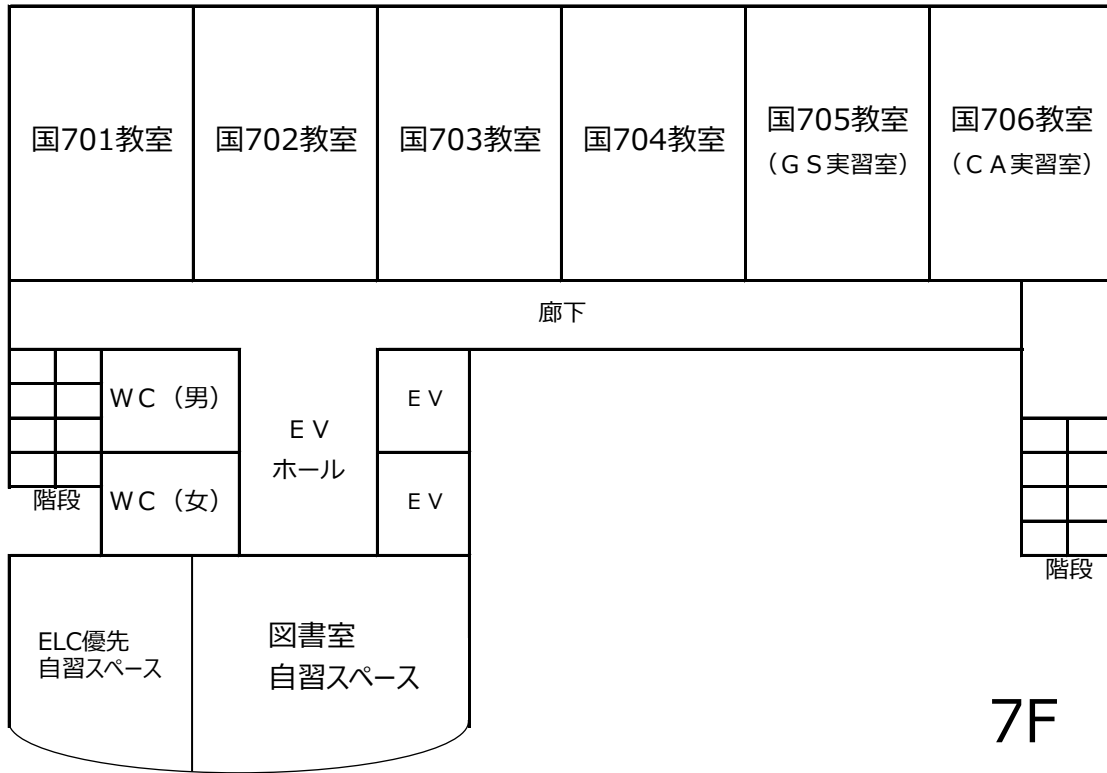 国701教室
国702教室
国703教室
国704教室
国705教室
（ＧＳ実習室）
国706教室
（ＣＡ実習室）
廊下
ＷＣ（男）
ＥＶ
ホール
ＥＶ
階段
ＷＣ（女）
ＥＶ
階段
ELC優先
自習スペース
図書室
自習スペース
7F